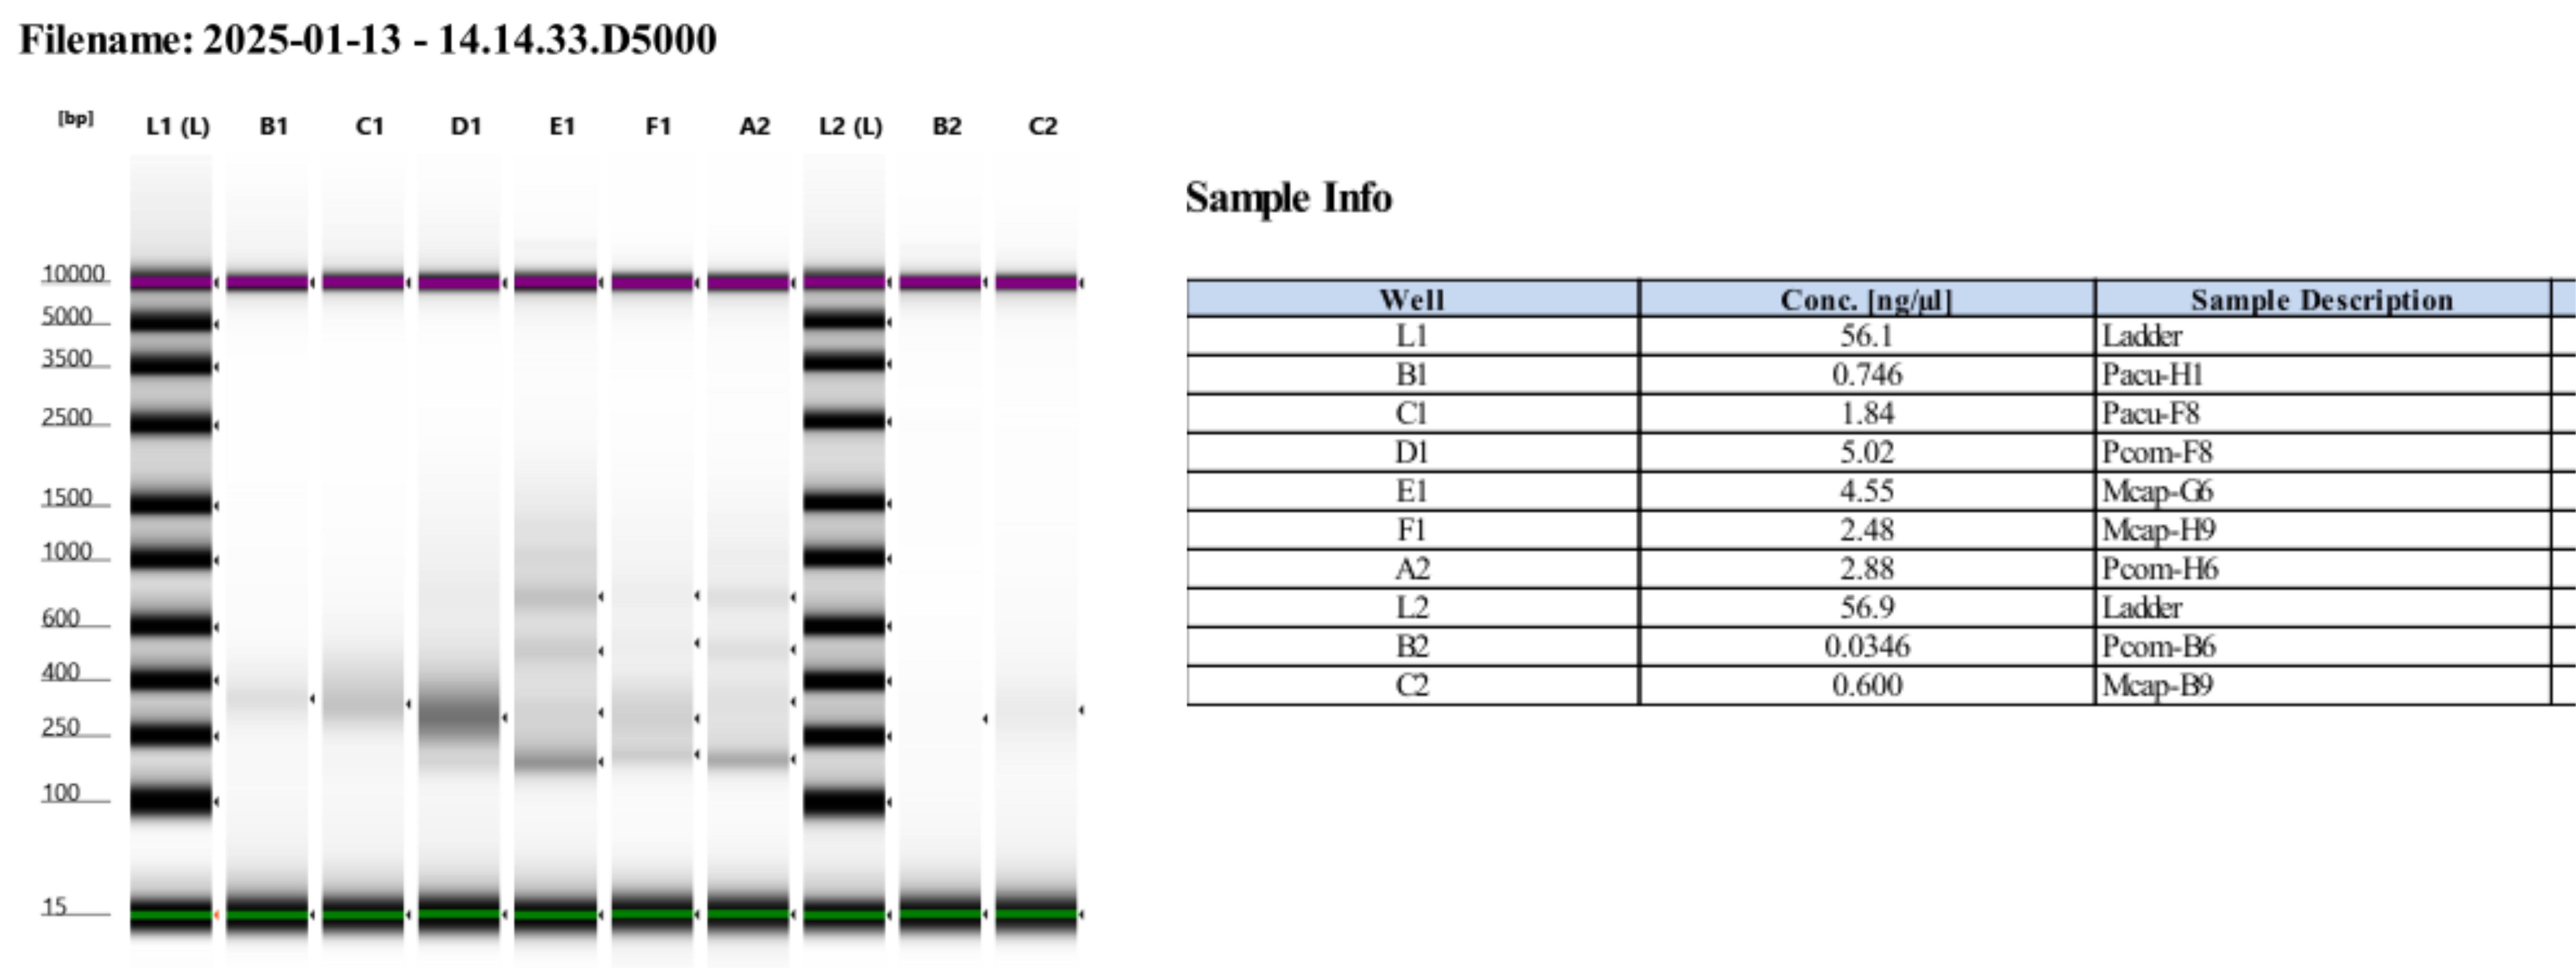 Filename: 2025-01-13 - 14.14.33.D5000
[bp] L1 (L) B1 C1 D1 E1 F1 A2 L2 (L) B2 C2
10000
5000
3500
2500
1500
1000
600
400
250
100
15
Sample Info
Well Conc. [ng/µl] Sample Description
L1 56.1 Ladder
B1 0.746 Pacu-H1
C1 1.84 Pacu-F8
D1 5.02 Pcom-F8
E1 4.55 Mcap-G6
F1 2.48 Mcap-H9
A2 2.88 Pcom-H6
L2 56.9 Ladder
B2 0.0346 Pcom-B6
C2 0.600 Mcap-B9